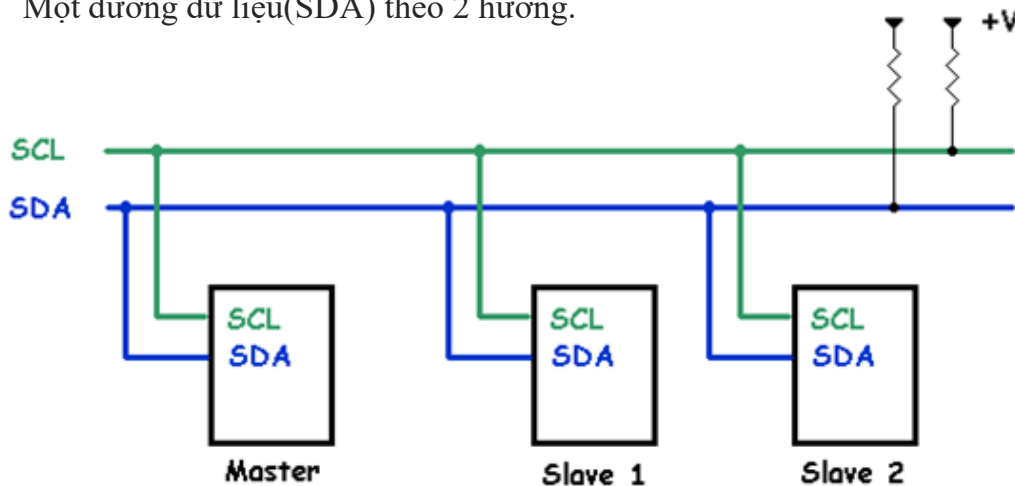 Một đường dữ liệu(SDA) theo 2 hướng.
+V
SCL
SDA
SCL
SDA
SCL
SDA
SCL
SDA
Master
Slave 1
Slave 2